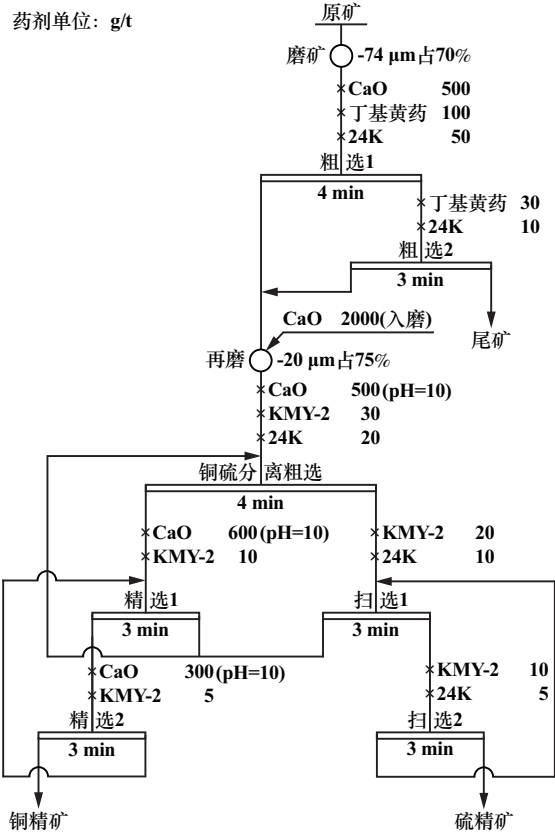 药剂单位：g/t
原矿
磨矿 -74 μm占70%
CaO 500
丁基黄药 100
24K 50
粗选1
4 min
丁基黄药 30
24K 10
粗选2
3 min
CaO 2000(入磨)
尾矿
再磨 -20 μm占75%
CaO 500(pH=10)
KMY-2 30
24K 20
铜硫分离粗选
4 min
CaO 600(pH=10)
KMY-2 10
KMY-2 20
24K 10
精选1
3 min
扫选1
3 min
CaO 300(pH=10)
KMY-2 5
KMY-2 10
24K 5
精选2
3 min
扫选2
3 min
铜精矿
硫精矿